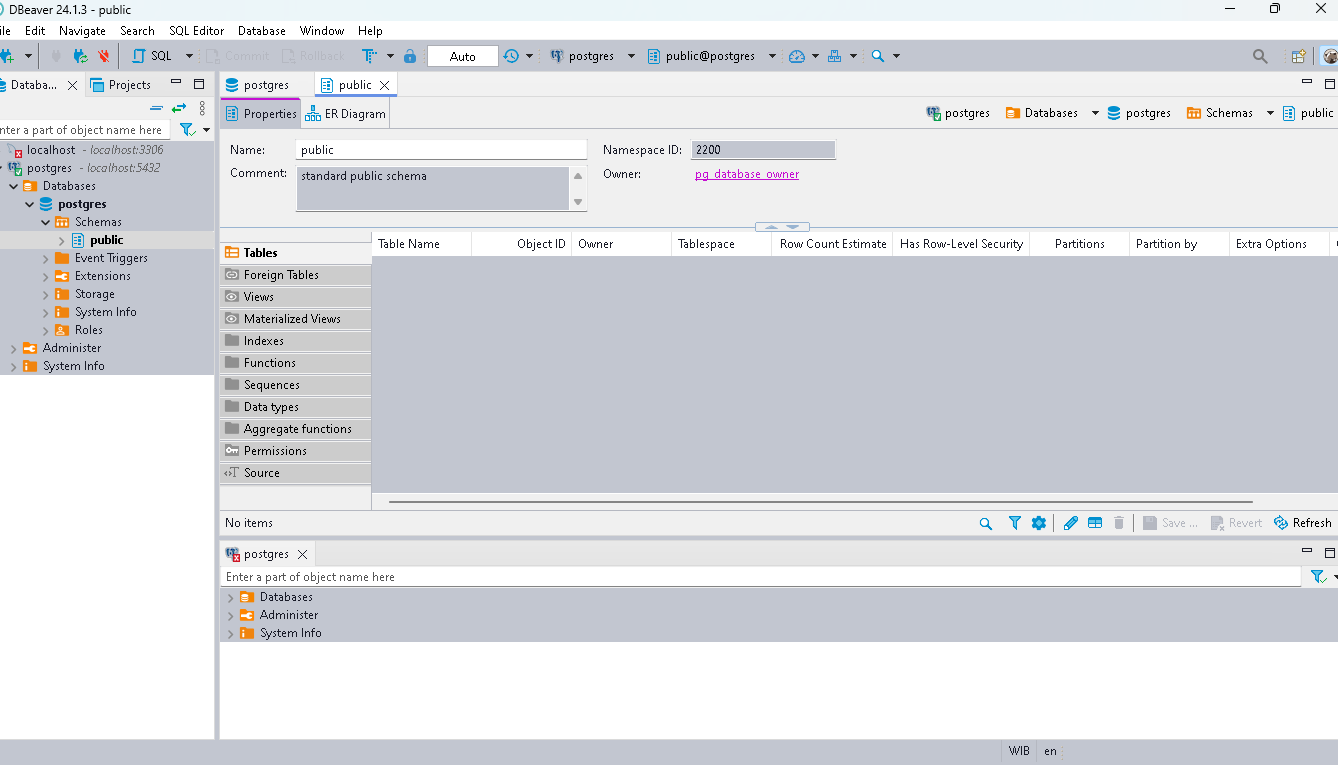 DBeaver 24.1.3 - public
ile Edit Navigate Search SQL Editor Database Window Help
SQL Commit Rollback Auto postgres public@postgres
Databa... Projects
nter a part of object name here
localhost - localhost:3306
postgres - localhost:5432
Databases
postgres
Schemas
public
Event Triggers
Extensions
Storage
System Info
Roles
Administer
System Info
postgres public
Properties ER Diagram postgres Databases postgres Schemas public
Name: public Namespace ID: 2200
Comment: standard public schema Owner: pg_database_owner
Tables
Foreign Tables
Views
Materialized Views
Indexes
Functions
Sequences
Data types
Aggregate functions
Permissions
Source
Table Name Object ID Owner Tablespace Row Count Estimate Has Row-Level Security Partitions Partition by Extra Options
No items Save ... Revert Refresh
postgres
Enter a part of object name here
Databases
Administer
System Info
WIB en